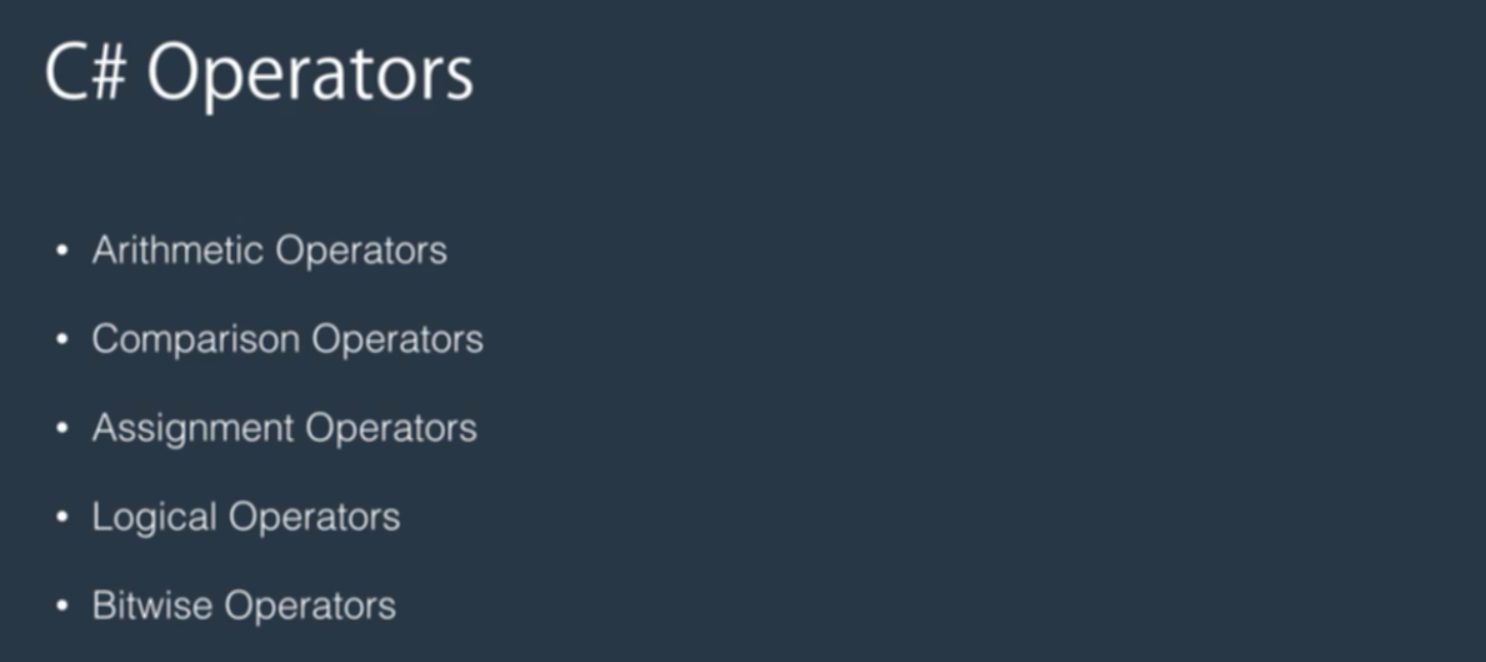 C# Operators
• Arithmetic Operators
• Comparison Operators
• Assignment Operators
• Logical Operators
• Bitwise Operators